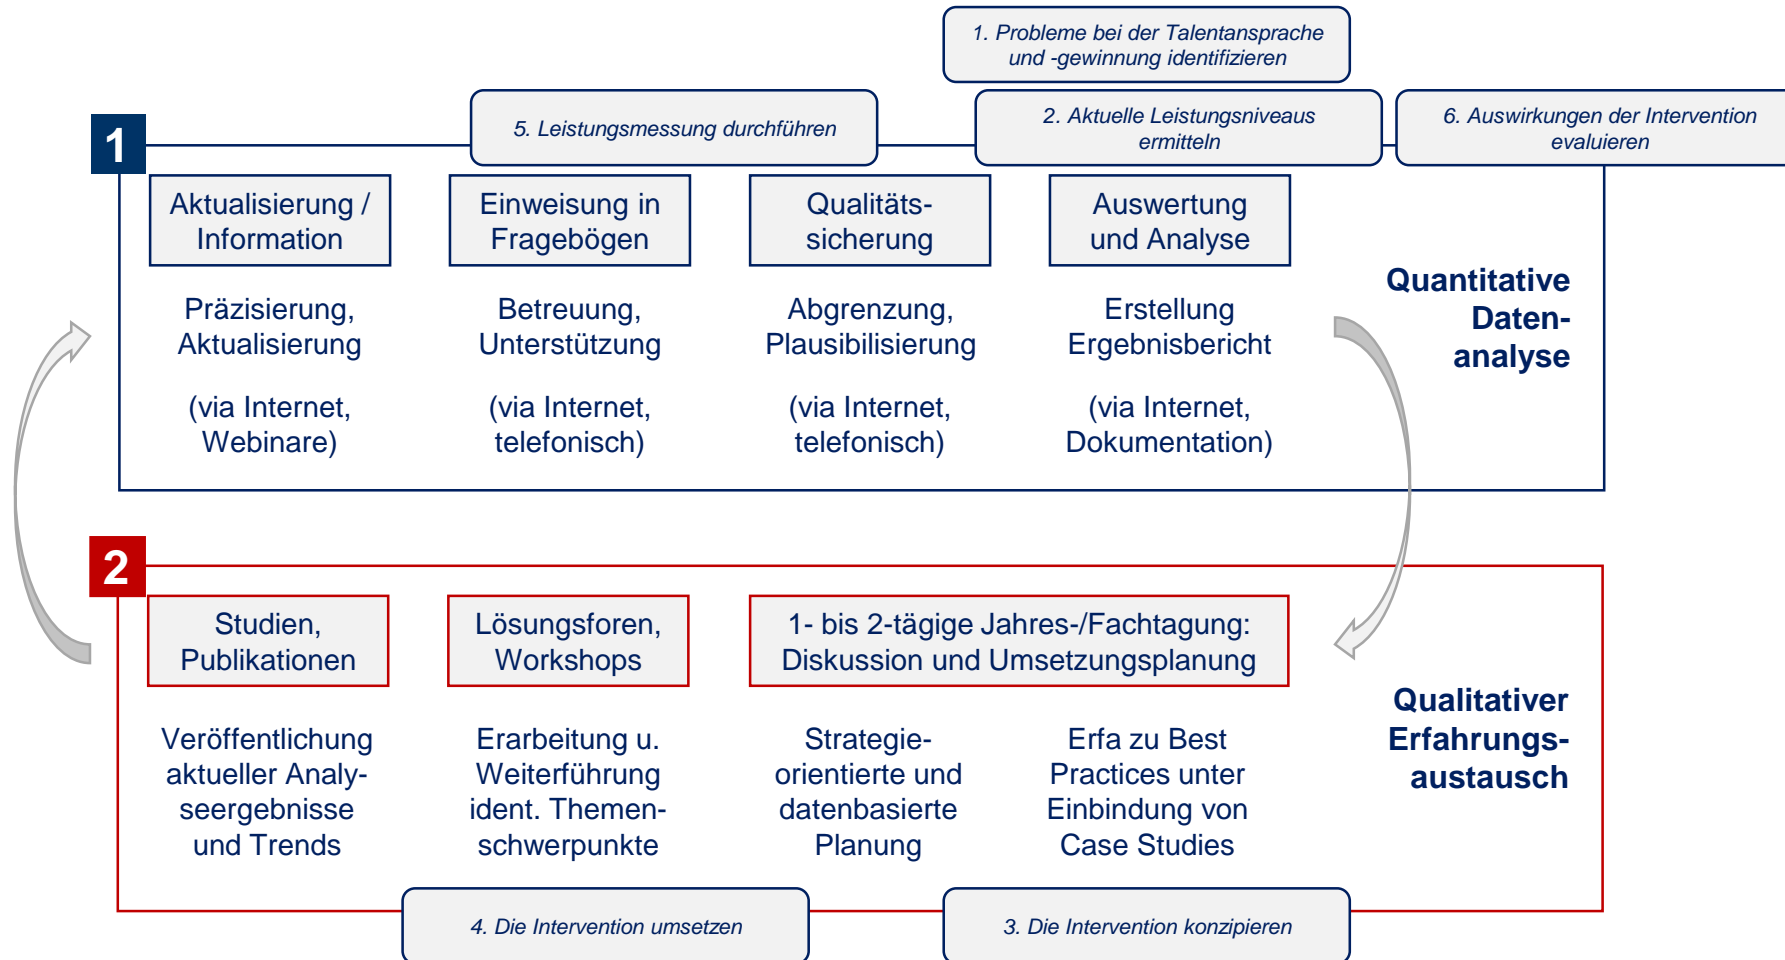 1. Probleme bei der Talentansprache
und -gewinnung identifizieren
5. Leistungsmessung durchführen
2. Aktuelle Leistungsniveaus
ermitteln
6. Auswirkungen der Intervention
evaluieren
1
Aktualisierung /
Information
Einweisung in
Fragebögen
Qualitäts-
sicherung
Auswertung
und Analyse
Präzisierung,
Aktualisierung
(via Internet,
Webinare)
Betreuung,
Unterstützung
(via Internet,
telefonisch)
Abgrenzung,
Plausibilisierung
(via Internet,
telefonisch)
Erstellung
Ergebnisbericht
(via Internet,
Dokumentation)
Quantitative
Daten-
analyse
2
Studien,
Publikationen
Lösungsforen,
Workshops
1- bis 2-tägige Jahres-/Fachtagung:
Diskussion und Umsetzungsplanung
Veröffentlichung
aktueller Analy-
seergebnisse
und Trends
Erarbeitung u.
Weiterführung
ident. Themen-
schwerpunkte
Strategie-
orientierte und
datenbasierte
Planung
Erfa zu Best
Practices unter
Einbindung von
Case Studies
Qualitativer
Erfahrungs-
austausch
4. Die Intervention umsetzen
3. Die Intervention konzipieren